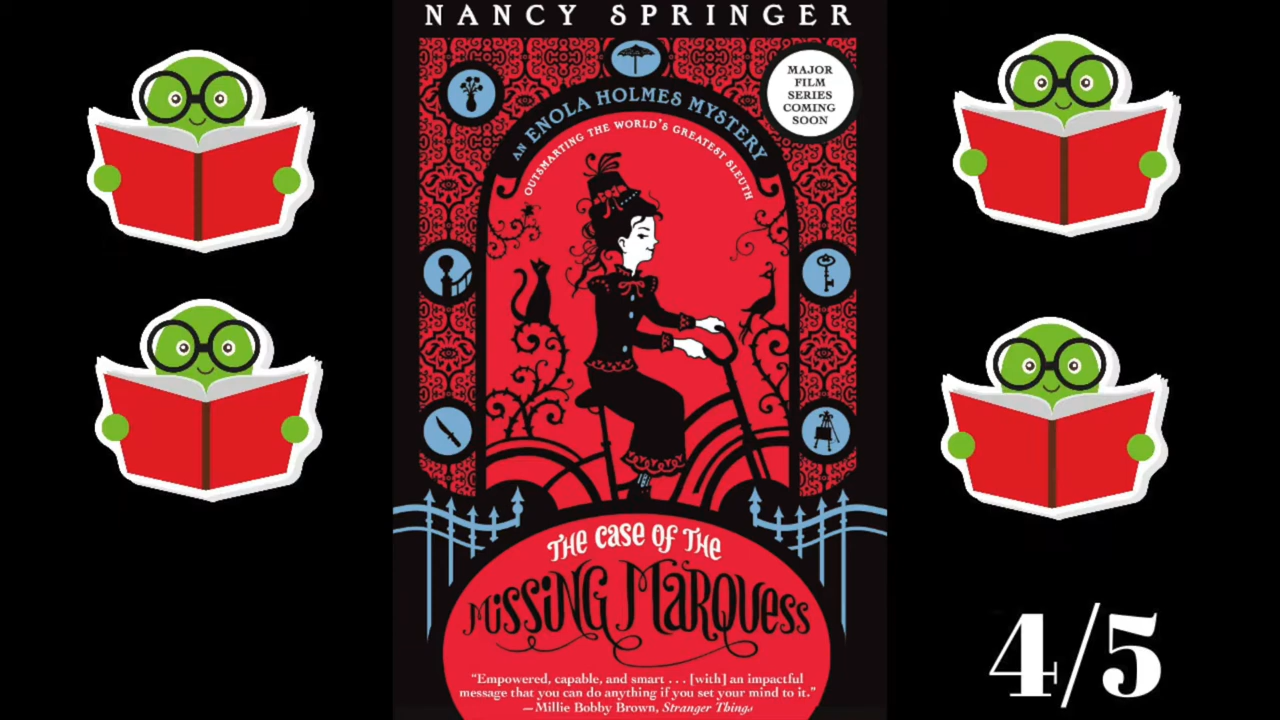 NANCY SPRINGER
MAJOR
FILM
SERIES
COMING
SOON
AN ENOLA HOLMES MYSTERY
OUTSMARTING THE WORLD'S GREATEST SLEUTH
THE CASE OF THE
MISSING MARQUESS
"Empowered, capable, and smart . . . [with] an impactful
message that you can do anything if you set your mind to it."
—Millie Bobby Brown, Stranger Things
4/5